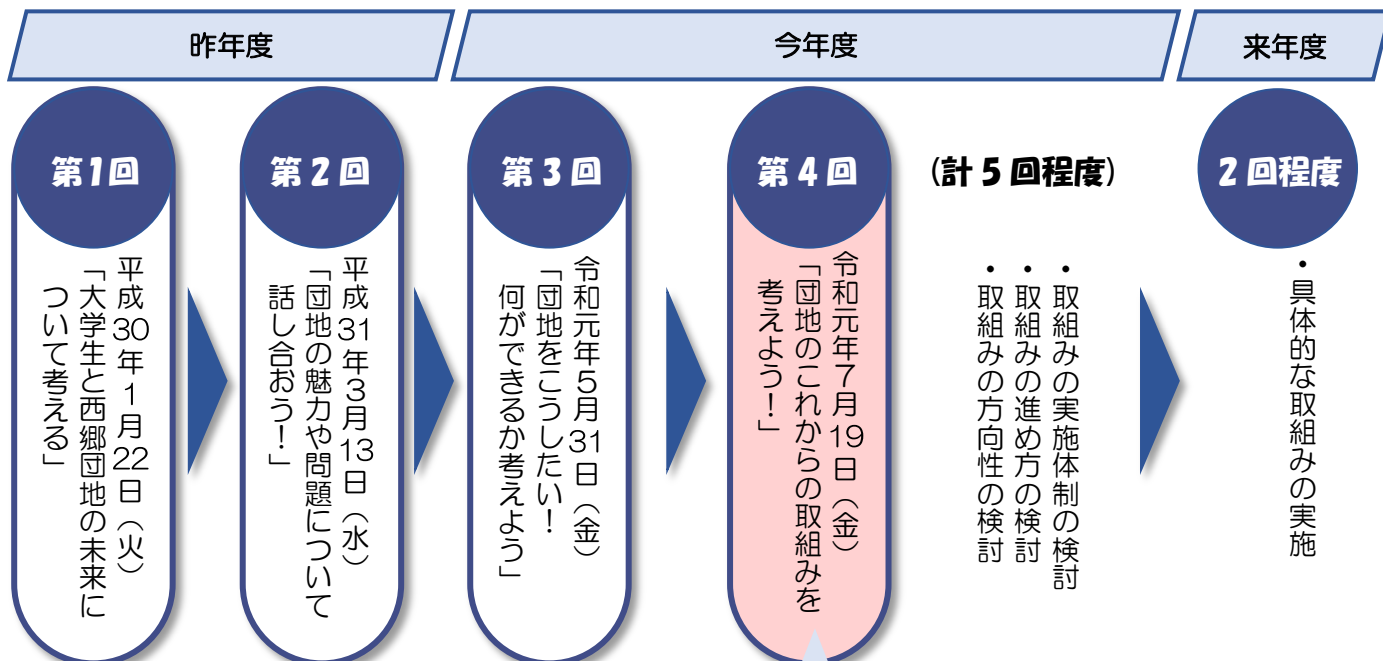 昨年度
今年度
来年度
第1回
平成30年1月22日（火）
「大学生と西郷団地の未来に
ついて考える」
第2回
平成31年3月13日（水）
「団地の魅力や問題について
話し合おう！」
第3回
令和元年5月31日（金）
「団地をこうしたい！
何ができるか考えよう」
第4回
令和元年7月19日（金）
「団地のこれからの取組みを
考えよう！」
(計5回程度)
・取組みの実施体制の検討
・取組みの進め方の検討
・取組みの方向性の検討
2回程度
・具体的な取組みの実施